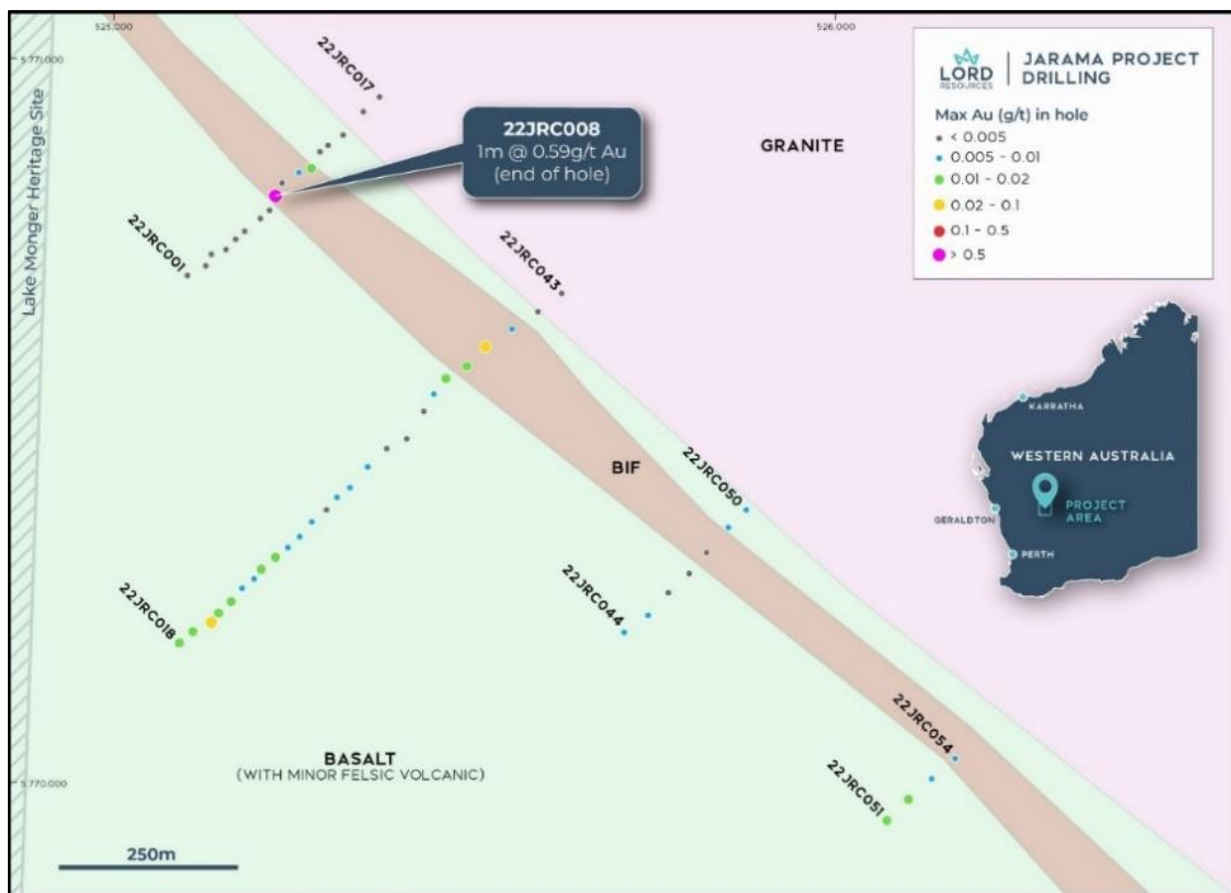 525,000
526,000
5.771,000
5.770,000
Lake Monger Heritage Site
22JRC017
22JRC008
1m @ 0.59g/t Au
(end of hole)
22JRC001
22JRC043
GRANITE
LORD
RESOURCES
JARAMA PROJECT
DRILLING
Max Au (g/t) in hole
< 0.005
0.005 - 0.01
0.01 - 0.02
0.02 - 0.1
0.1 - 0.5
> 0.5
KARRATHA
WESTERN AUSTRALIA
PROJECT
AREA
GERALDTON
PERTH
BIF
22JRC050
22JRC044
22JRC018
22JRC054
22JRC051
BASALT
(WITH MINOR FELSIC VOLCANIC)
250m